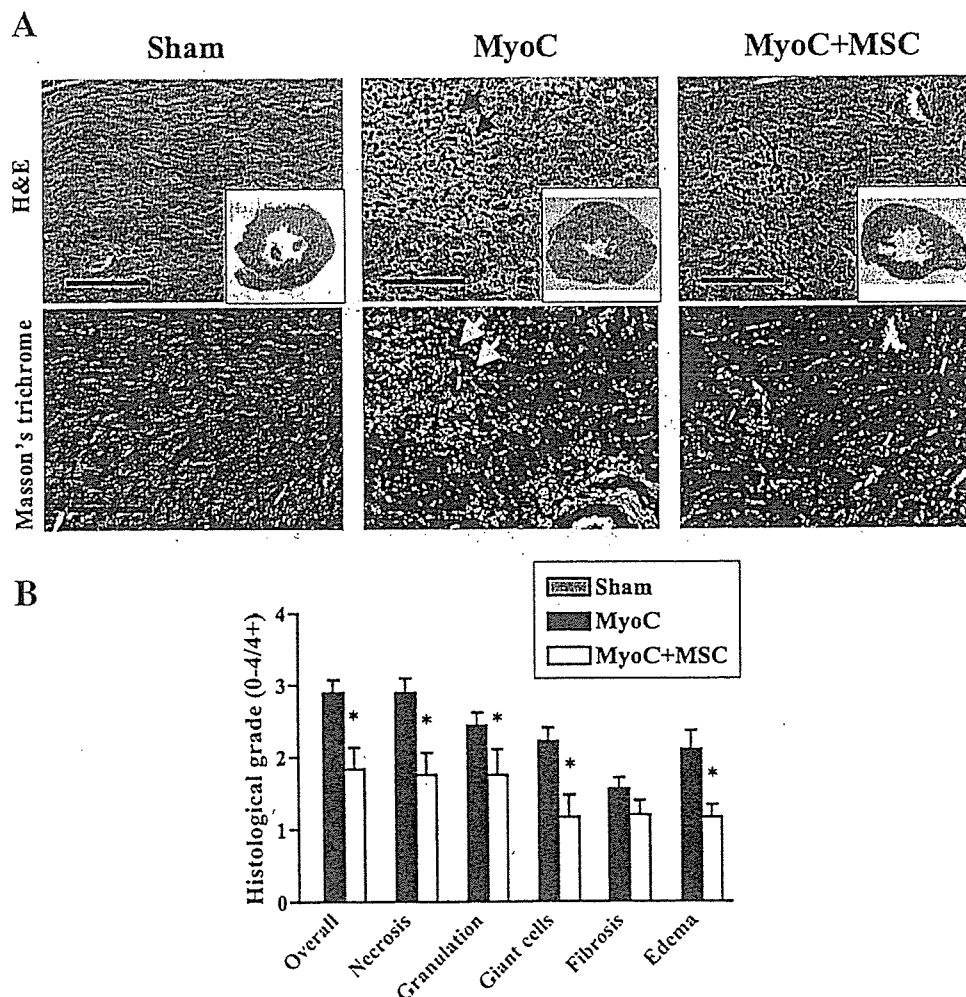 A
Sham MyoC MyoC+MSC
H&E
Masson's trichrome
B
Sham
MyoC
MyoC+MSC
Histological grade (0-4/4+)
4
3
2
1
0
* * * * *
Overall Necrosis Granulation Giant cells Fibrosis Edema